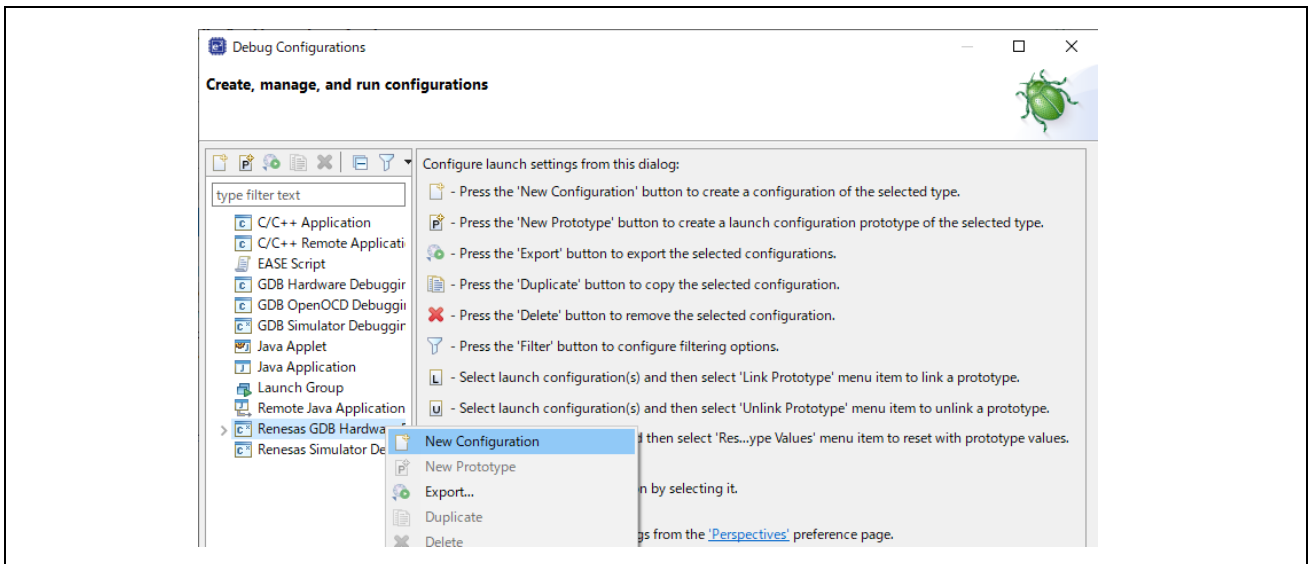 Debug Configurations
Create, manage, and run configurations
type filter text
C/C++ Application
C/C++ Remote Applicati
EASE Script
GDB Hardware Debuggir
GDB OpenOCD Debuggii
GDB Simulator Debuggir
Java Applet
Java Application
Launch Group
Remote Java Application
Renesas GDB Hardwa
Renesas Simulator De
Configure launch settings from this dialog:
- Press the 'New Configuration' button to create a configuration of the selected type.
- Press the 'New Prototype' button to create a launch configuration prototype of the selected type.
- Press the 'Export' button to export the selected configurations.
- Press the 'Duplicate' button to copy the selected configuration.
- Press the 'Delete' button to remove the selected configuration.
- Press the 'Filter' button to configure filtering options.
- Select launch configuration(s) and then select 'Link Prototype' menu item to link a prototype.
- Select launch configuration(s) and then select 'Unlink Prototype' menu item to unlink a prototype.
then select 'Res...ype Values' menu item to reset with prototype values.
by selecting it.
from the 'Perspectives' preference page.
New Configuration
New Prototype
Export...
Duplicate
Delete